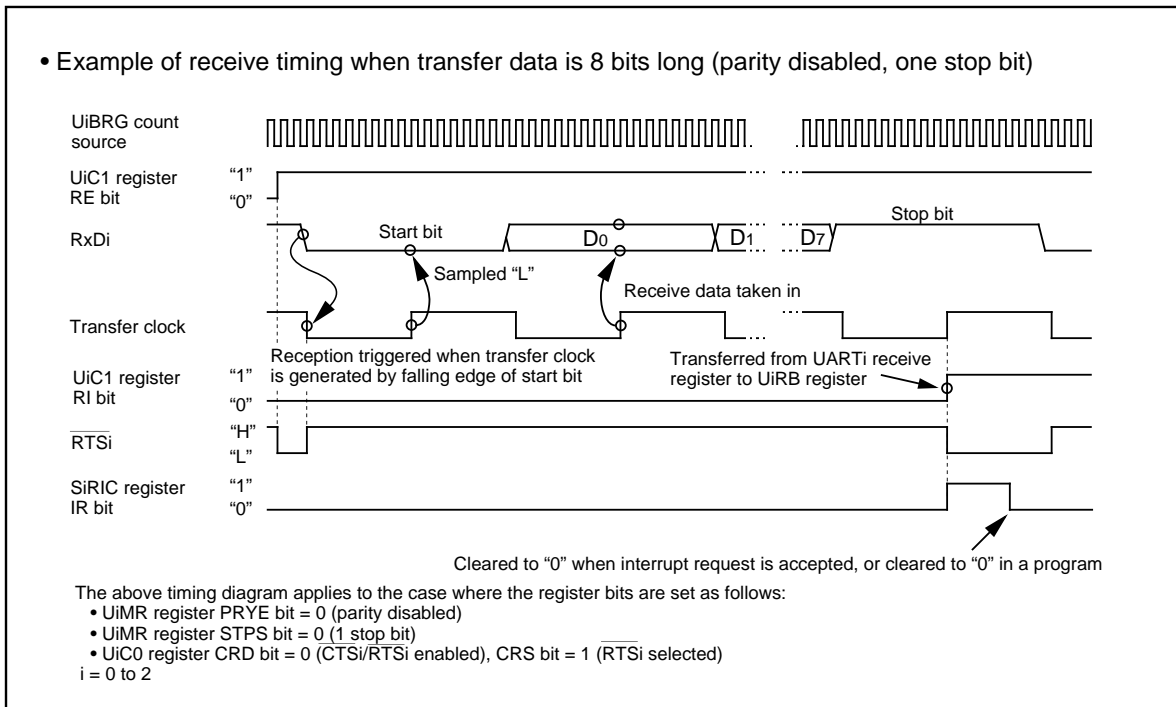 • Example of receive timing when transfer data is 8 bits long (parity disabled, one stop bit)
UiBRG count
source
UiC1 register
RE bit
“1”
“0”
RxDi
Start bit
D0
D1
D7
Stop bit
Sampled “L”
Receive data taken in
Transfer clock
Reception triggered when transfer clock
is generated by falling edge of start bit
Transferred from UARTi receive
register to UiRB register
UiC1 register
RI bit
“1”
“0”
RTSi
“H”
“L”
SiRIC register
IR bit
“1”
“0”
Cleared to “0” when interrupt request is accepted, or cleared to “0” in a program
The above timing diagram applies to the case where the register bits are set as follows:
• UiMR register PRYE bit = 0 (parity disabled)
• UiMR register STPS bit = 0 (1 stop bit)
• UiC0 register CRD bit = 0 (CTSi/RTSi enabled), CRS bit = 1 (RTSi selected)
i = 0 to 2